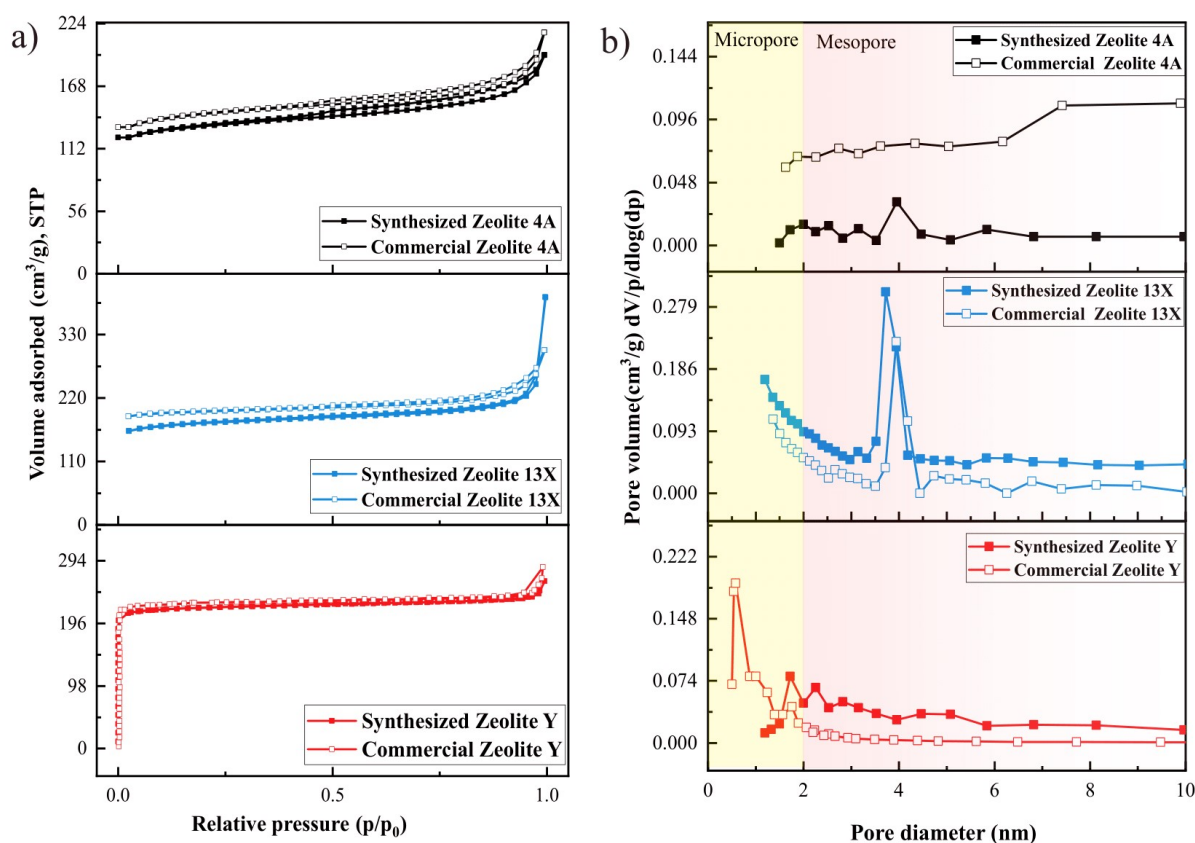 a)
Volume adsorbed (cm³/g), STP
224
168
112
56
0
Synthesized Zeolite 4A
Commercial Zeolite 4A
330
220
110
0
Synthesized Zeolite 13X
Commercial Zeolite 13X
294
196
98
0
Synthesized Zeolite Y
Commercial Zeolite Y
0.0 0.5 1.0
Relative pressure (p/p₀)
b)
Pore volume(cm³/g) dV/p/dlog(dp)
Micropore Mesopore
Synthesized Zeolite 4A
Commercial Zeolite 4A
0.144
0.096
0.048
0.000
Synthesized Zeolite 13X
Commercial Zeolite 13X
0.279
0.186
0.093
0.000
Synthesized Zeolite Y
Commercial Zeolite Y
0.222
0.148
0.074
0.000
0 2 4 6 8 10
Pore diameter (nm)